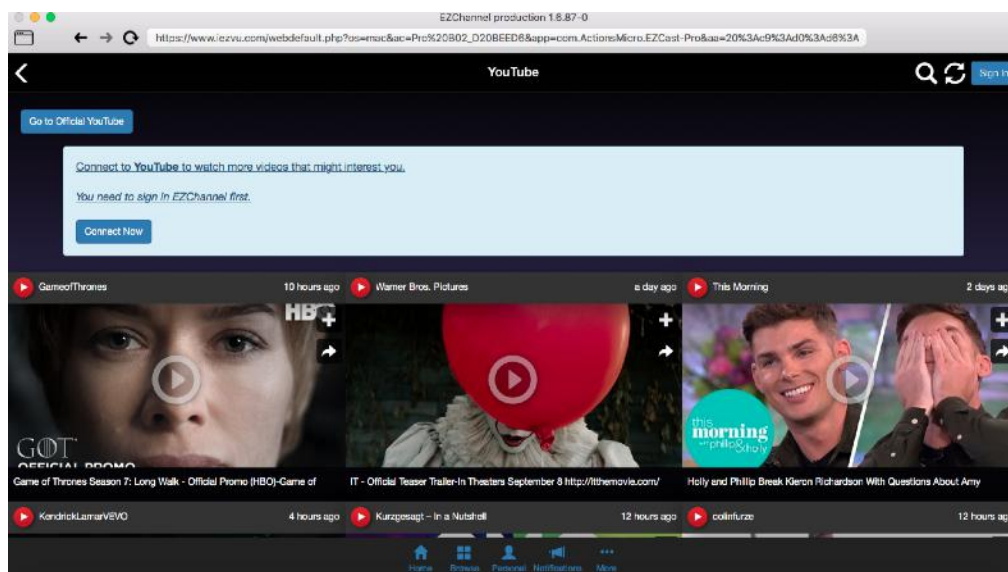 EZChannel production 1.6.87-0
https://www.iezvu.com/webdefault.php?os=mac&ac=Pro%20B02_D20BEED6&app=com.ActionsMicro.EZCast-Pro&aa=20%3Ac9%3Ad0%3Ad6%3A
YouTube
Sign In
Go to Official YouTube
Connect to YouTube to watch more videos that might interest you.
You need to sign in EZChannel first.
Connect Now
GameofThrones 10 hours ago
Warner Bros. Pictures a day ago
This Morning 2 days ag
HBO
GOT
OFFICIAL PROMO
this
morning
with phillip&holly
Game of Thrones Season 7: Long Walk - Official Promo (HBO)-Game of
IT - Official Teaser Trailer-In Theaters September 8 http://itthemovie.com/
Holly and Phillip Break Kieron Richardson With Questions About Amy
KendrickLamarVEVO 4 hours ago
Kurzgesagt – In a Nutshell 12 hours ago
colinfurze 12 hours ag
Home Browse Personal Notifications More